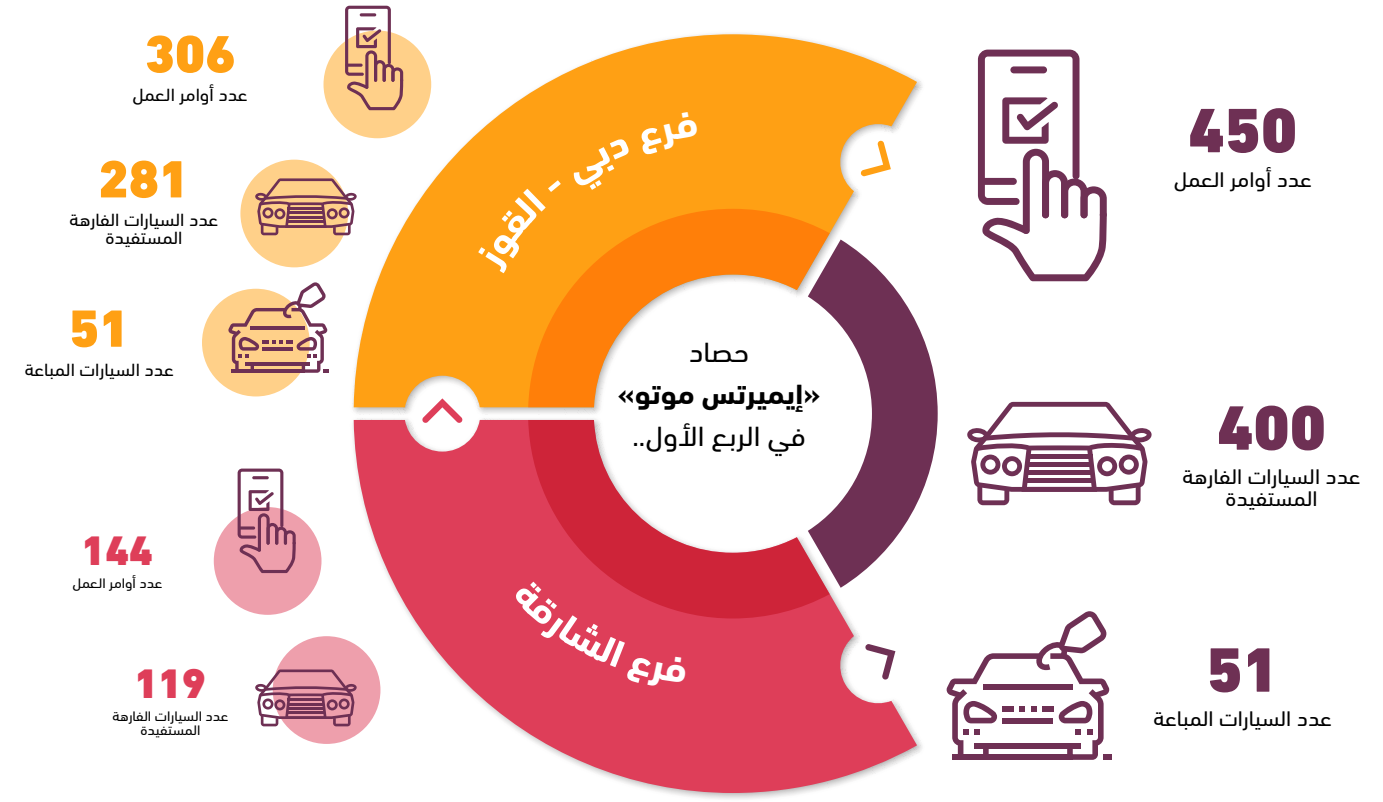 حصاد
«إيميرتس موتو»
في الربع الأول..
450
عدد أوامر العمل
400
عدد السيارات الفارهة
المستفيدة
51
عدد السيارات المباعة
فرع دبي - القوز
306
عدد أوامر العمل
281
عدد السيارات الفارهة
المستفيدة
51
عدد السيارات المباعة
فرع الشارقة
144
عدد أوامر العمل
119
عدد السيارات الفارهة
المستفيدة